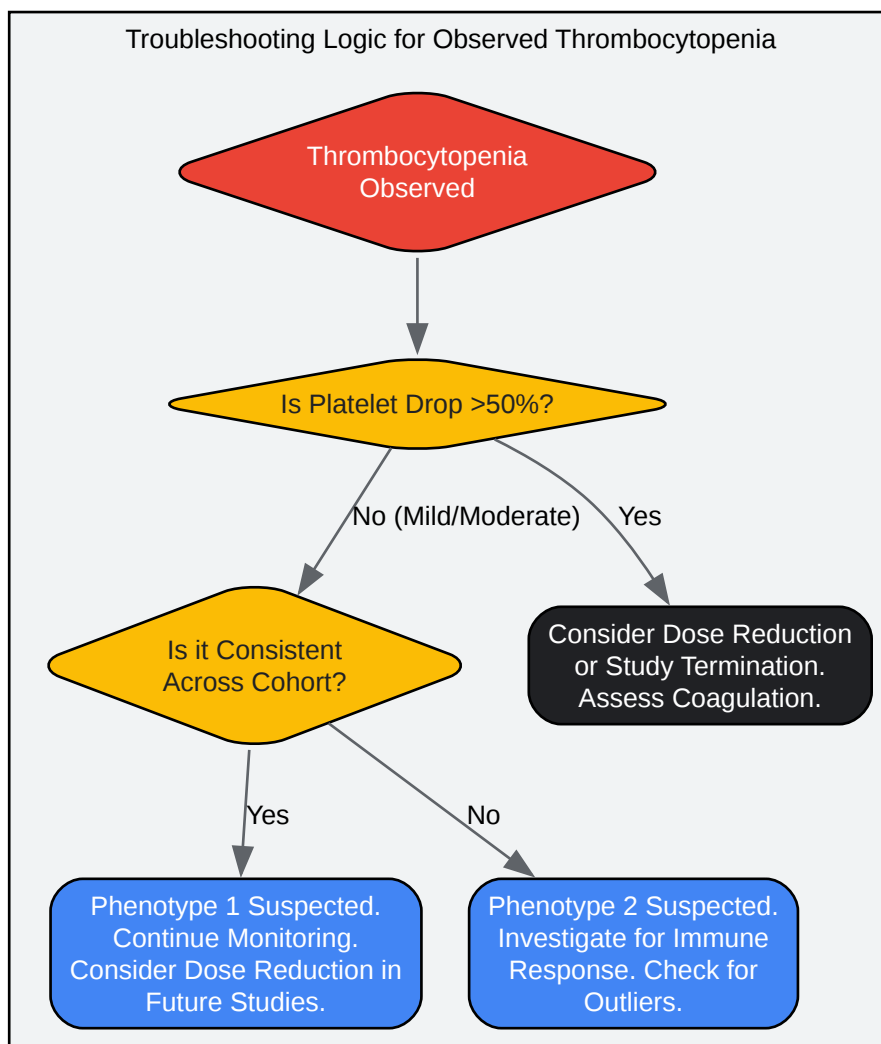 Troubleshooting Logic for Observed Thrombocytopenia
Thrombocytopenia
Observed
Is Platelet Drop >50%?
No (Mild/Moderate)
Yes
Is it Consistent
Across Cohort?
Consider Dose Reduction
or Study Termination.
Assess Coagulation.
Yes
No
Phenotype 1 Suspected.
Continue Monitoring.
Consider Dose Reduction in
Future Studies.
Phenotype 2 Suspected.
Investigate for Immune
Response. Check for
Outliers.